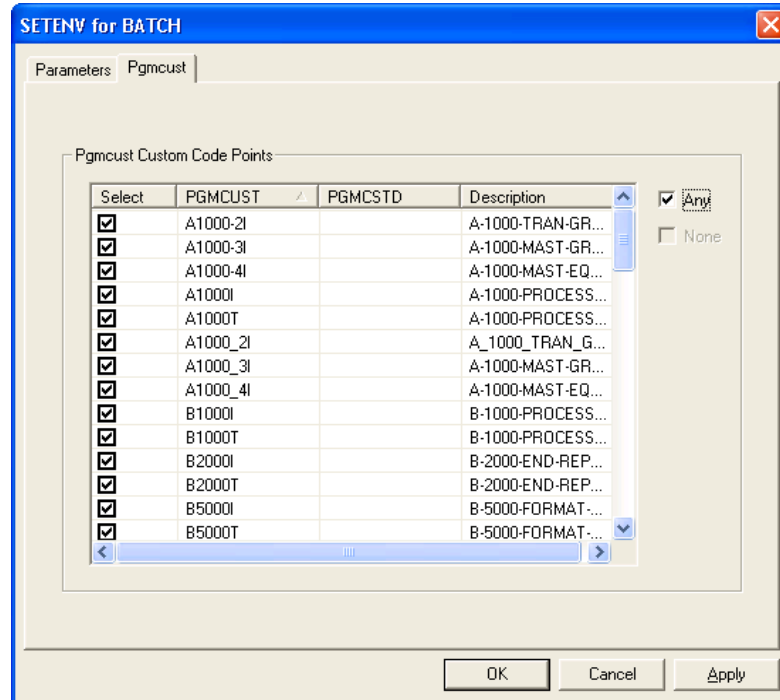 SETENV for BATCH
Parameters Pgmcust
Pgmcust Custom Code Points
Select PGMCUST PGMCSTD Description
A1000-2I A-1000-TRAN-GR...
A1000-3I A-1000-MAST-GR...
A1000-4I A-1000-MAST-EQ...
A1000I A-1000-PROCESS...
A1000T A-1000-PROCESS...
A1000_2I A_1000_TRAN_G...
A1000_3I A-1000-MAST-GR...
A1000_4I A-1000-MAST-EQ...
B1000I B-1000-PROCESS...
B1000T B-1000-PROCESS...
B2000I B-2000-END-REP...
B2000T B-2000-END-REP...
B5000I B-5000-FORMAT-...
B5000T B-5000-FORMAT-...
Any
None
OK Cancel Apply